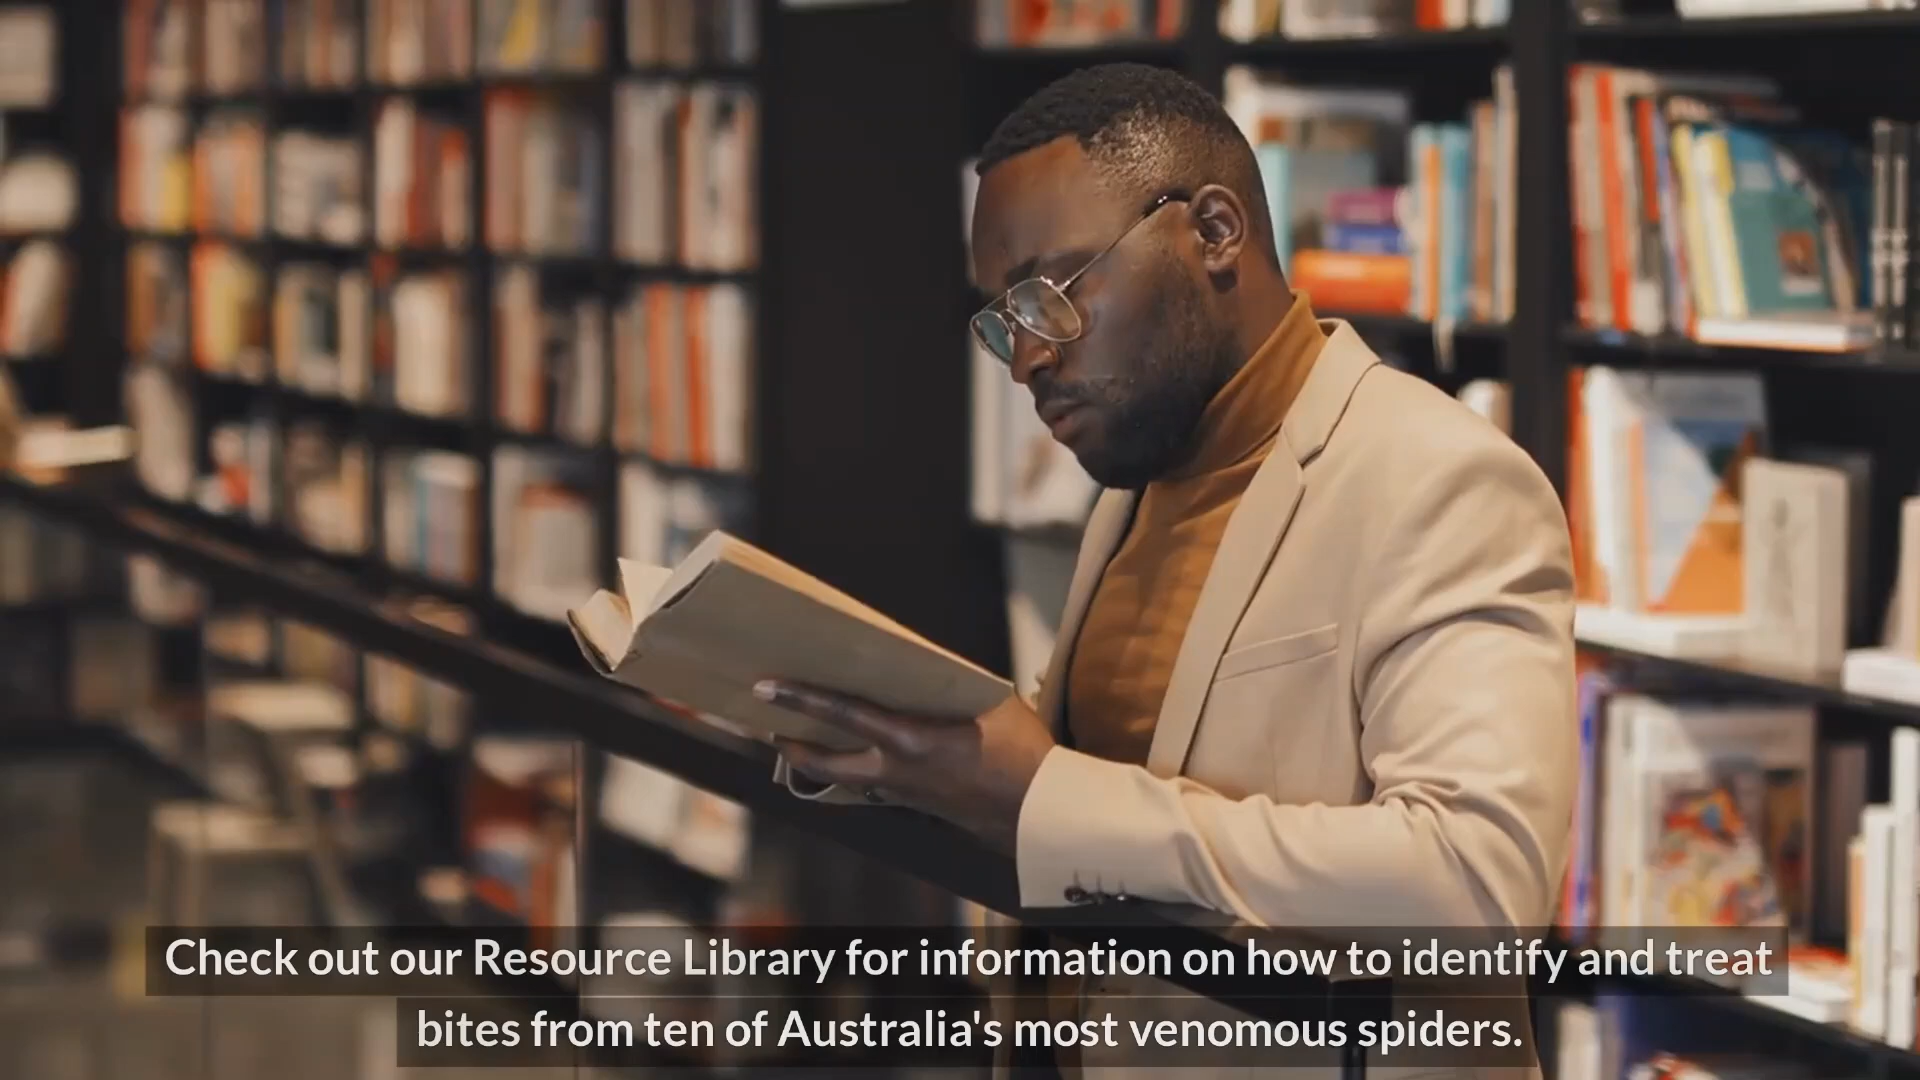 Check out our Resource Library for information on how to identify and treat
bites from ten of Australia's most venomous spiders.